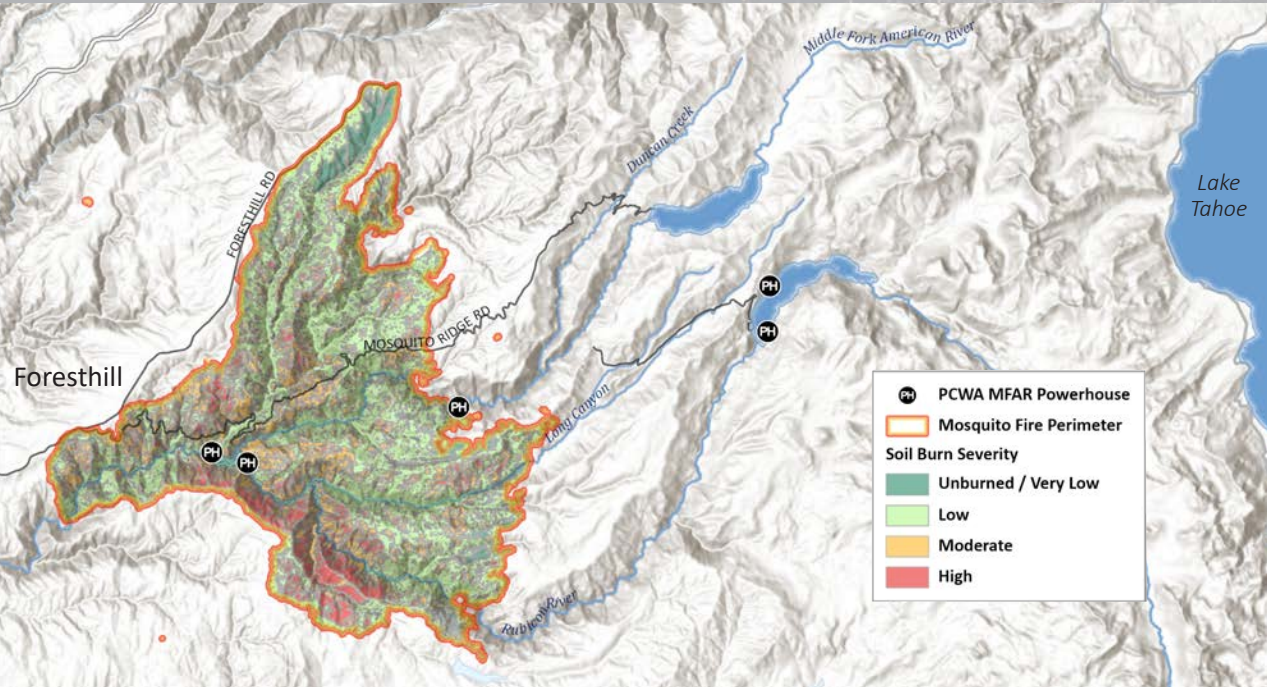 Middle Fork American River
Duncan Creek
Lake
Tahoe
FORESTHILL RD
PH
MOSQUITO RIDGE RD
PH
Foresthill
PH
Long Canyon
PH
PH
Rubicon River
PH PCWA MFAR Powerhouse
Mosquito Fire Perimeter
Soil Burn Severity
Unburned / Very Low
Low
Moderate
High